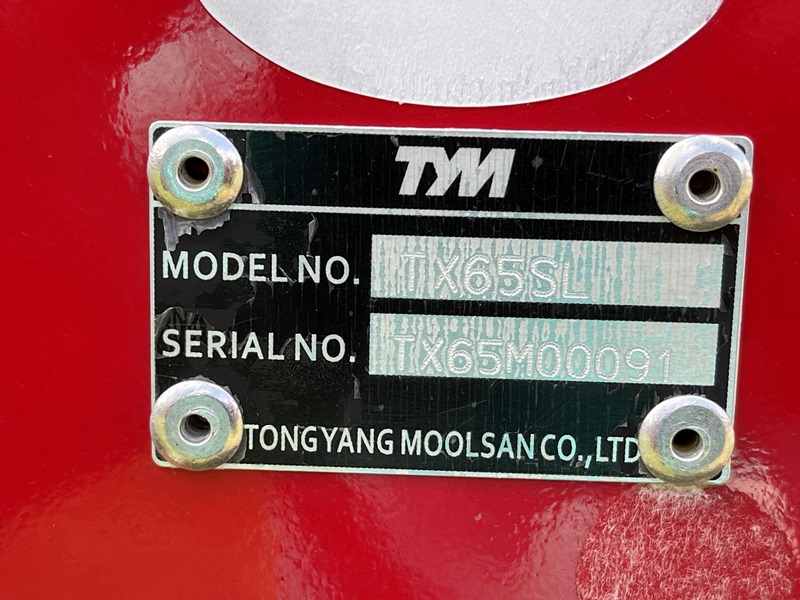 TYM
MODEL NO. TX65SL
SERIAL NO. TX65M00091
TONGYANG MOOLSAN CO.,LTD